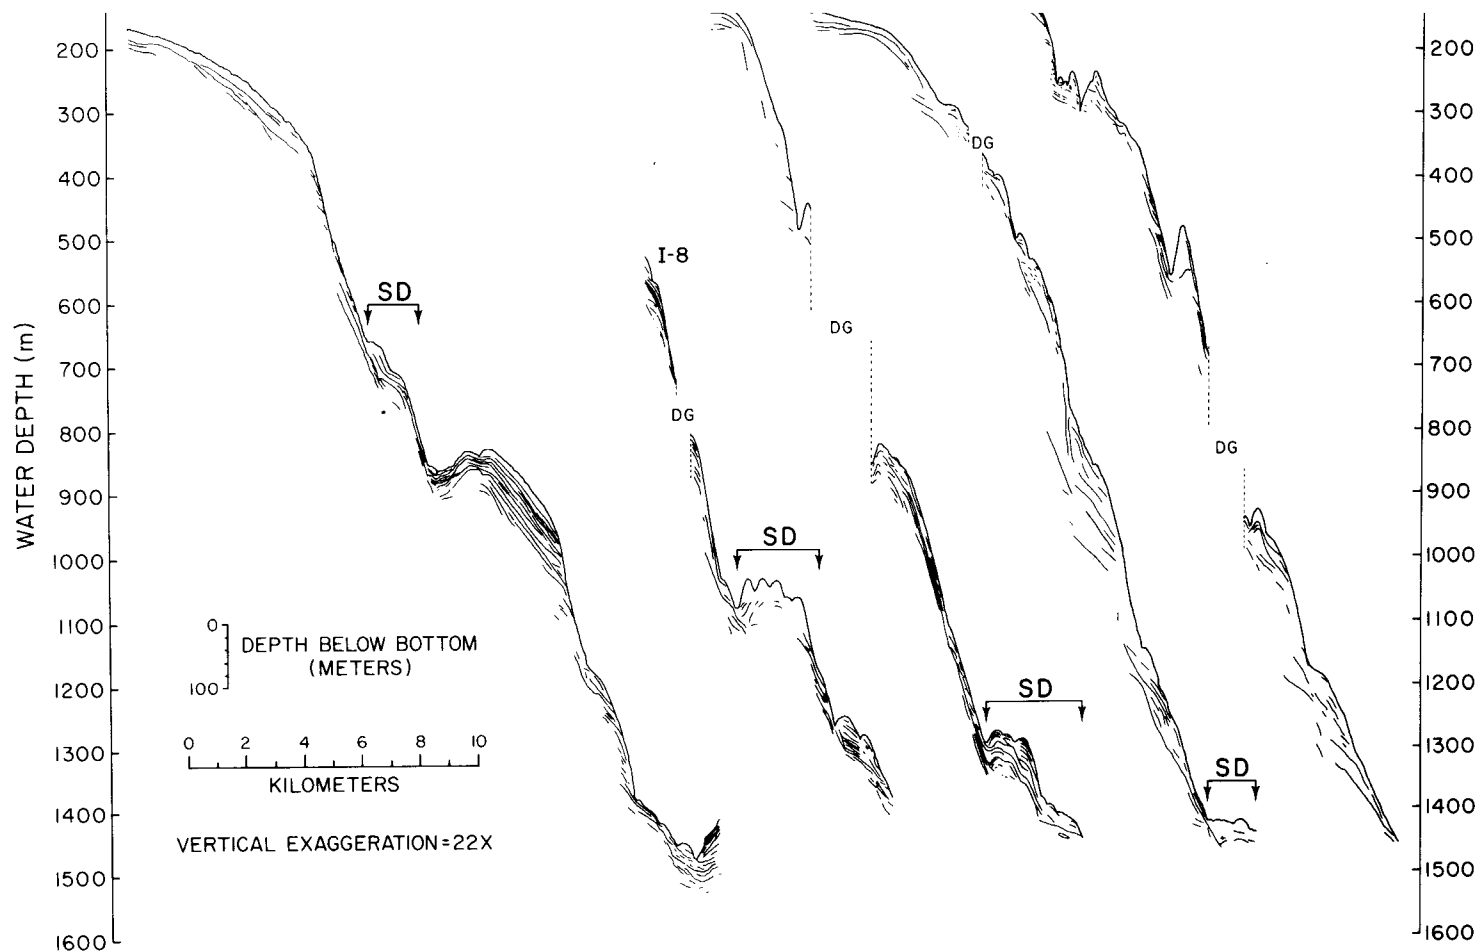 200
300
400
500
600
700
800
900
1000
1100
1200
1300
1400
1500
1600
WATER DEPTH (m)
SD
I-8
DG
SD
DG
DG
SD
DG
SD
0
DEPTH BELOW BOTTOM
(METERS)
100
0 2 4 6 8 10
KILOMETERS
VERTICAL EXAGGERATION=22X
200
300
400
500
600
700
800
900
1000
1100
1200
1300
1400
1500
1600